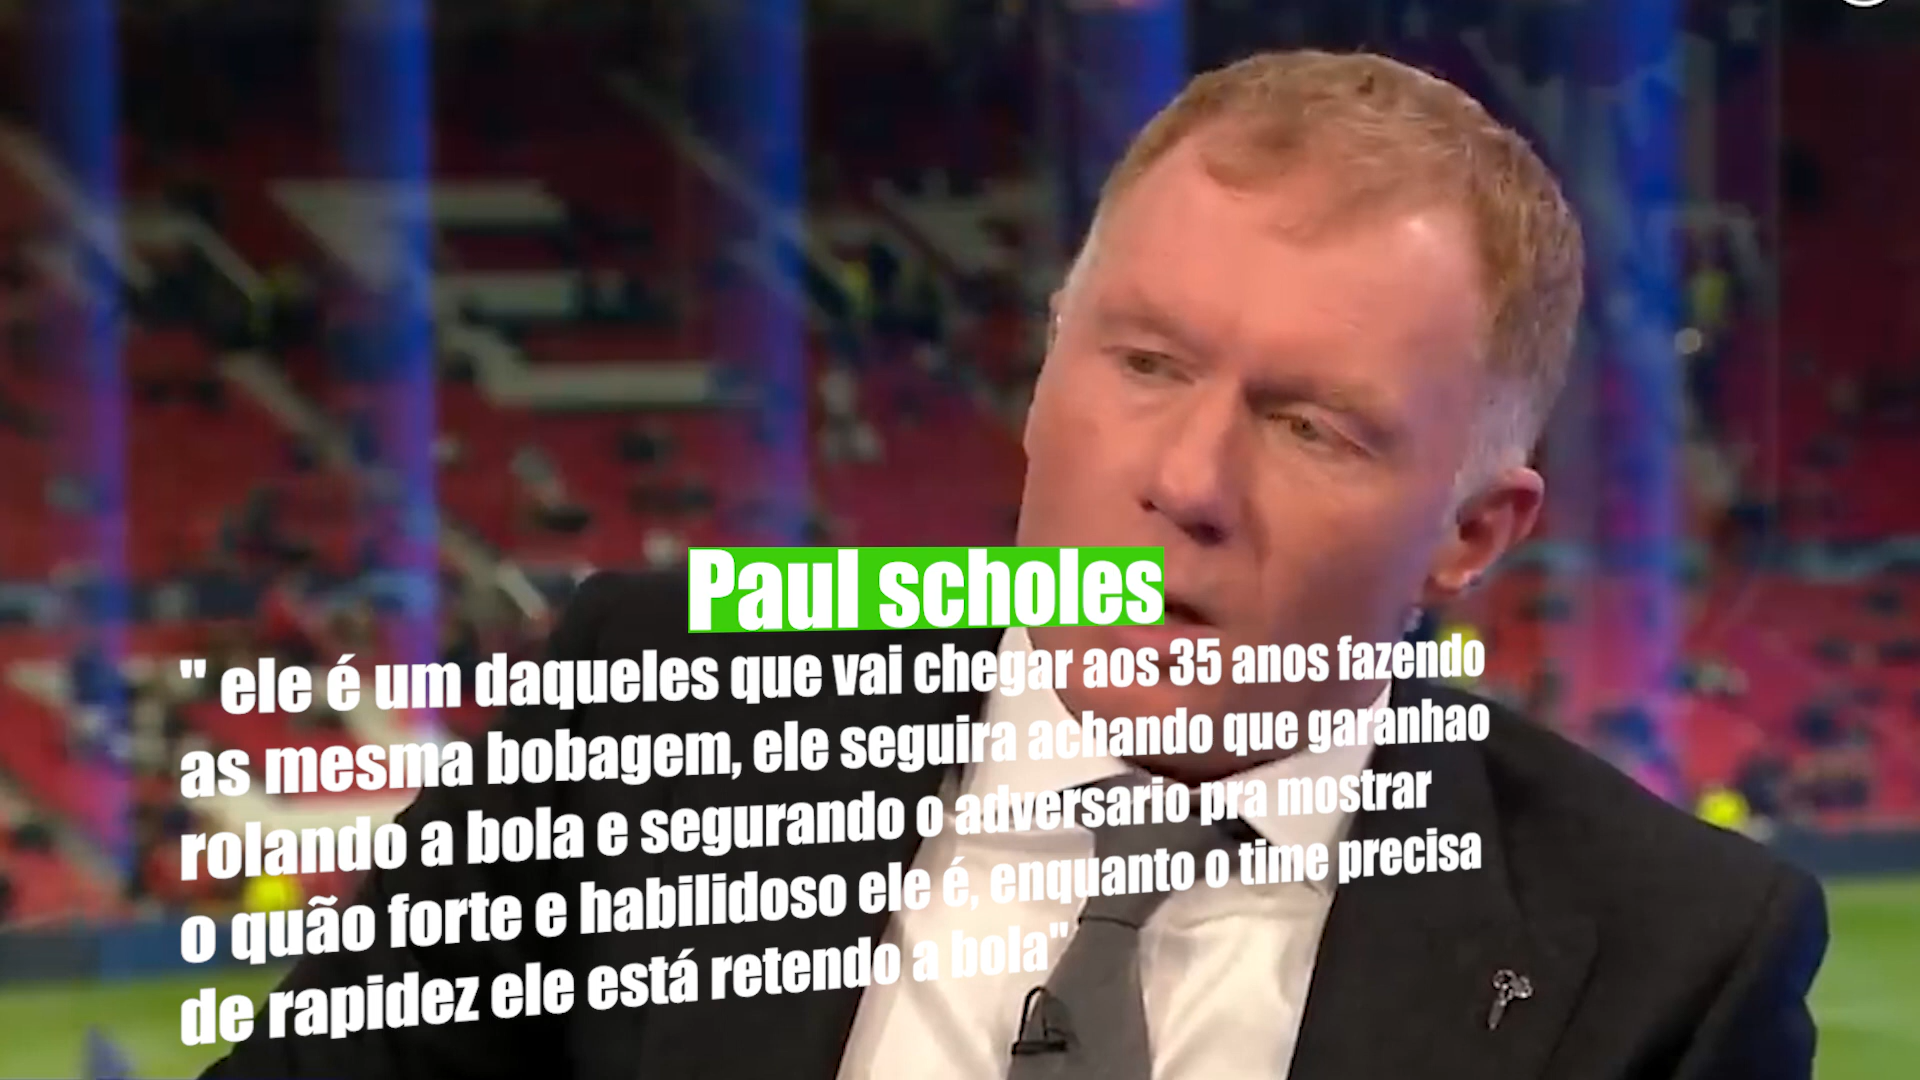 Paul scholes
" ele é um daqueles que vai chegar aos 35 anos fazendo
as mesma bobagem, ele seguira achando que garanhao
rolando a bola e segurando o adversario pra mostrar
o quão forte e habilidoso ele é, enquanto o time precisa
de rapidez ele está retendo a bola"